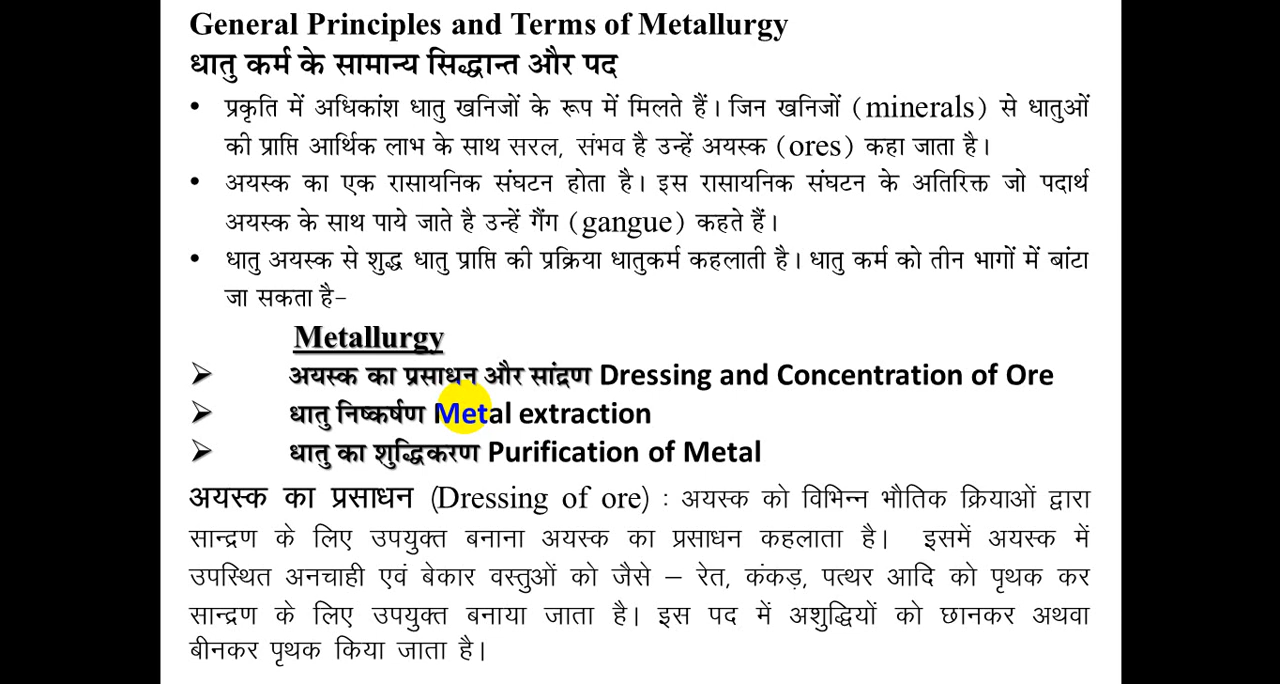 General Principles and Terms of Metallurgy
धातु कर्म के सामान्य सिद्धान्त और पद
• प्रकृति में अधिकांश धातु खनिजों के रूप में मिलते हैं। जिन खनिजों (minerals) से धातुओं
की प्राप्ति आर्थिक लाभ के साथ सरल, संभव है उन्हें अयस्क (ores) कहा जाता है।
• अयस्क का एक रासायनिक संघटन होता है। इस रासायनिक संघटन के अतिरिक्त जो पदार्थ
अयस्क के साथ पाये जाते है उन्हें गैंग (gangue) कहते हैं।
• धातु अयस्क से शुद्ध धातु प्राप्ति की प्रक्रिया धातुकर्म कहलाती है। धातु कर्म को तीन भागों में बांटा
जा सकता है-
Metallurgy
➢ अयस्क का प्रसाधन और सांद्रण Dressing and Concentration of Ore
➢ धातु निष्कर्षण Metal extraction
➢ धातु का शुद्धिकरण Purification of Metal
अयस्क का प्रसाधन (Dressing of ore) : अयस्क को विभिन्न भौतिक क्रियाओं द्वारा
सान्द्रण के लिए उपयुक्त बनाना अयस्क का प्रसाधन कहलाता है। इसमें अयस्क में
उपस्थित अनचाही एवं बेकार वस्तुओं को जैसे – रेत, कंकड़, पत्थर आदि को पृथक कर
सान्द्रण के लिए उपयुक्त बनाया जाता है। इस पद में अशुद्धियों को छानकर अथवा
बीनकर पृथक किया जाता है।